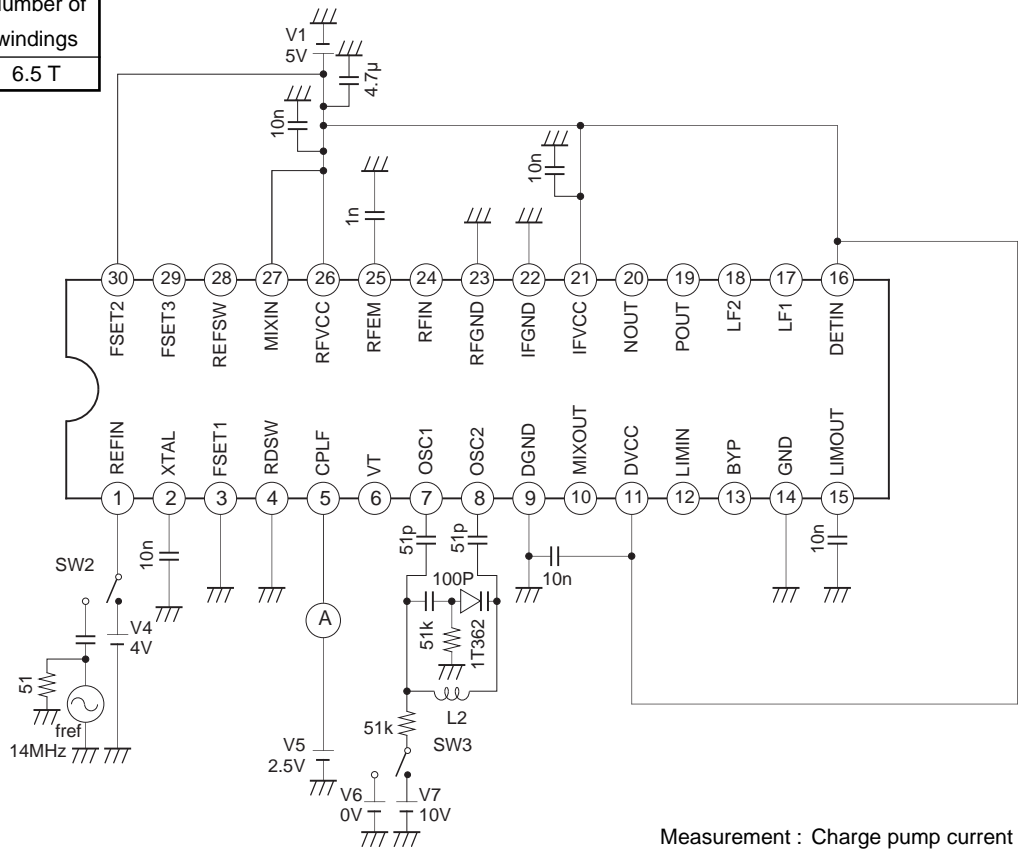 Number of
windings
6.5 T
V1
5V
4.7µ
10n
1n
10n
30 29 28 27 26 25 24 23 22 21 20 19 18 17 16
FSET2 FSET3 REFSW MIXIN RFVCC RFEM RFIN RFGND IFGND IFVCC NOUT POUT LF2 LF1 DETIN
REFIN XTAL FSET1 RDSW CPLF VT OSC1 OSC2 DGND MIXOUT DVCC LIMIN BYP GND LIMOUT
1 2 3 4 5 6 7 8 9 10 11 12 13 14 15
10n
51p
51p
10n
10n
SW2
V4
4V
51
fref
14MHz
A
V5
2.5V
100P
51k
1T362
L2
51k
SW3
V6
0V
V7
10V
Measurement : Charge pump current